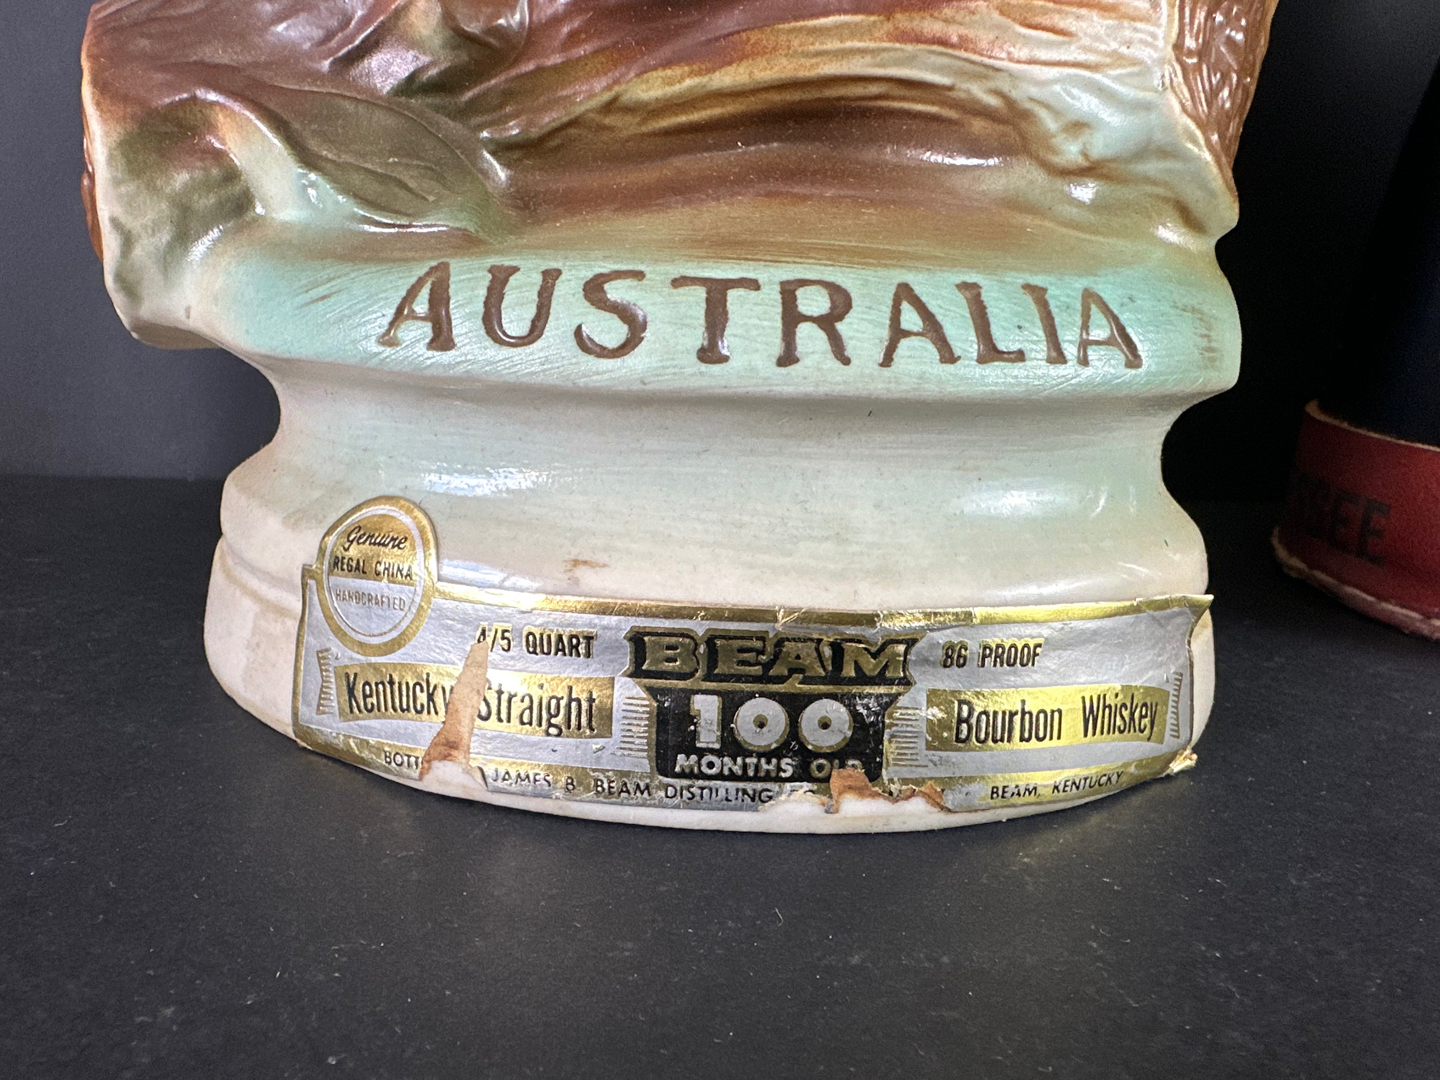 AUSTRALIA
Genuine
REGAL CHINA
HANDCRAFTED
4/5 QUART
BEAM
86 PROOF
Kentucky Straight
100
Bourbon Whiskey
MONTHS OLD
JAMES B. BEAM DISTILLING BEAM, KENTUCKY